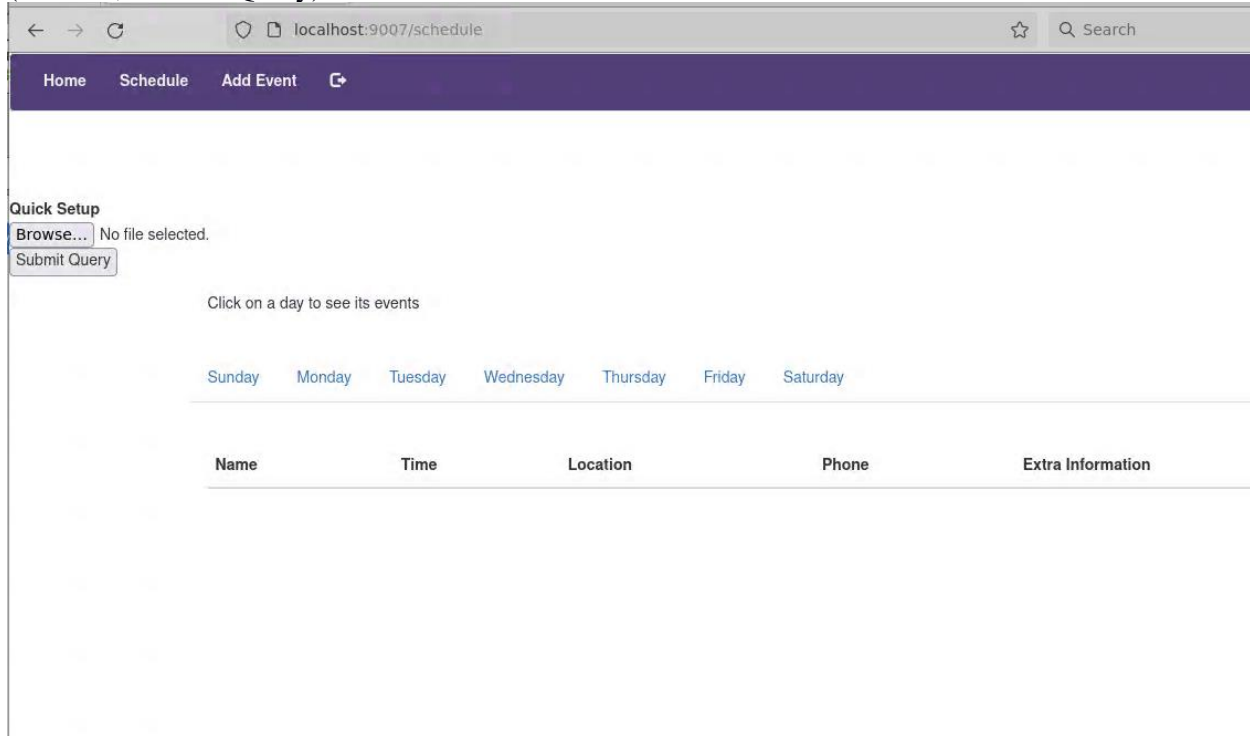 localhost:9007/schedule Search
Home Schedule Add Event
Quick Setup
Browse... No file selected.
Submit Query
Click on a day to see its events
Sunday Monday Tuesday Wednesday Thursday Friday Saturday
Name Time Location Phone Extra Information